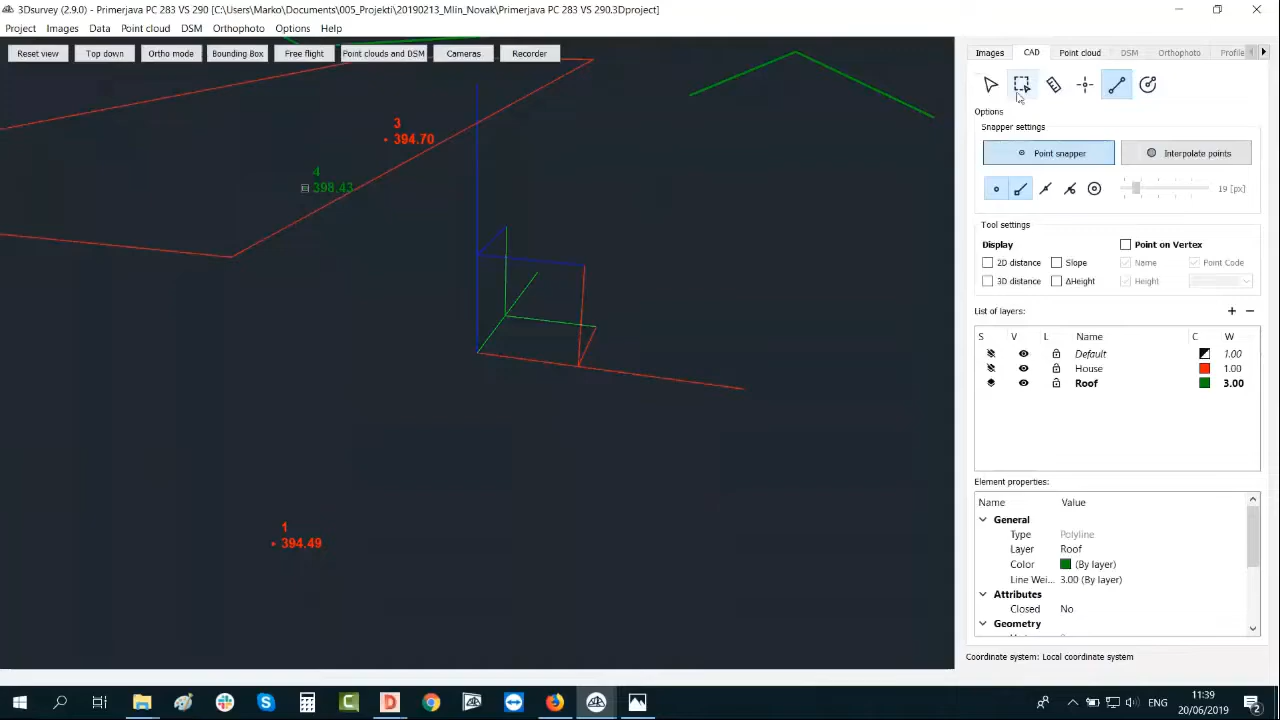 3Dsurvey (2.9.0) - Primerjava PC 283 VS 290 [C:\Users\Marko\Documents\005_Projekti\20190213_Mlin_Novak\Primerjava PC 283 VS 290.3Dproject]
Project Images Data Point cloud DSM Orthophoto Options Help
Reset view Top down Ortho mode Bounding Box Free flight Point clouds and DSM Cameras Recorder
Images CAD Point cloud DSM Orthophoto Profile
Options
Snapper settings
Point snapper Interpolate points
19 [px]
Tool settings
Display Point on Vertex
2D distance Slope Name Point Code
3D distance ΔHeight Height
List of layers: + −
S V L Name C W
Default 1.00
House 1.00
Roof 3.00
Element properties:
Name Value
General
Type Polyline
Layer Roof
Color (By layer)
Line Wei... 3.00 (By layer)
Attributes
Closed No
Geometry
Coordinate system: Local coordinate system
3
394.70
4
398.43
1
394.49
ENG
11:39
20/06/2019
2